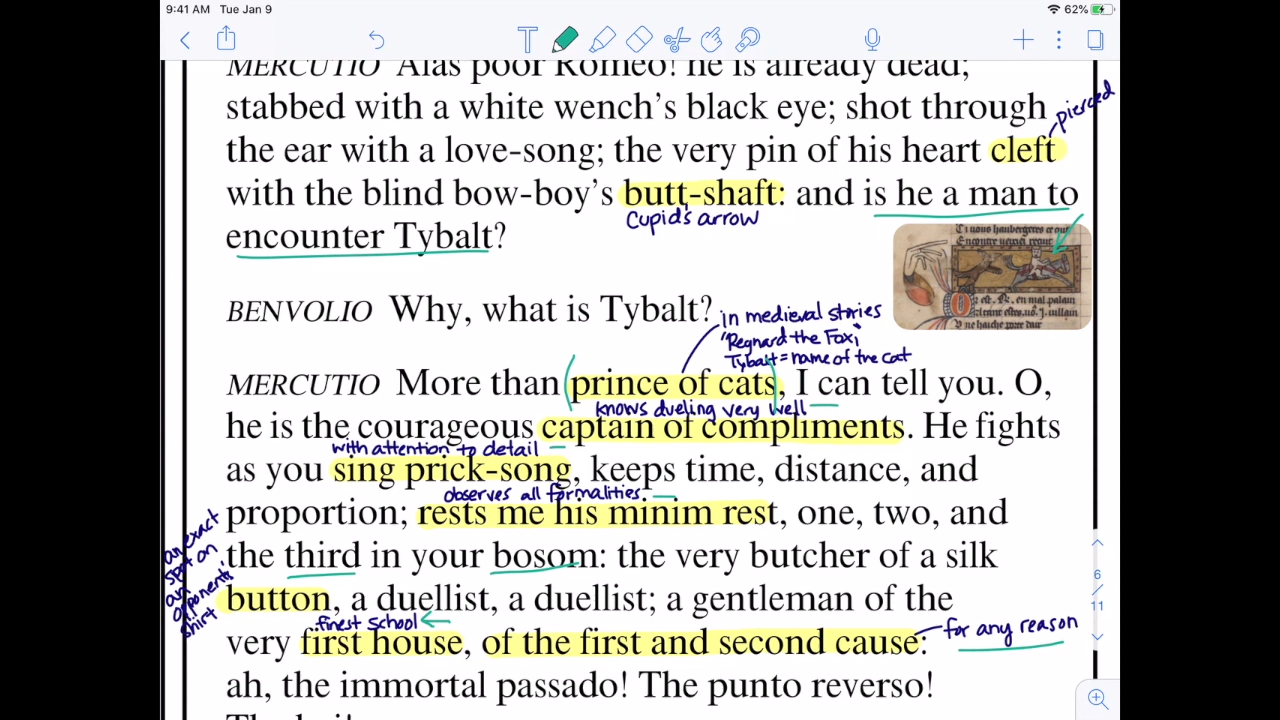 9:41 AM Tue Jan 9
62%
MERCUTIO Alas poor Romeo! he is already dead;
stabbed with a white wench's black eye; shot through
pierced
the ear with a love-song; the very pin of his heart cleft
with the blind bow-boy's butt-shaft: and is he a man to
Cupid's arrow
encounter Tybalt?
BENVOLIO Why, what is Tybalt?
in medieval stories
"Regnard the Fox,"
Tybalt = name of the cat
MERCUTIO More than prince of cats, I can tell you. O,
knows dueling very well
he is the courageous captain of compliments. He fights
with attention to detail
as you sing prick-song, keeps time, distance, and
observes all formalities.
proportion; rests me his minim rest, one, two, and
the third in your bosom: the very butcher of a silk
an exact
spot on
an
opponents'
shirt
button, a duellist, a duellist; a gentleman of the
finest school
very first house, of the first and second cause:
for any reason
ah, the immortal passado! The punto reverso!
6
11